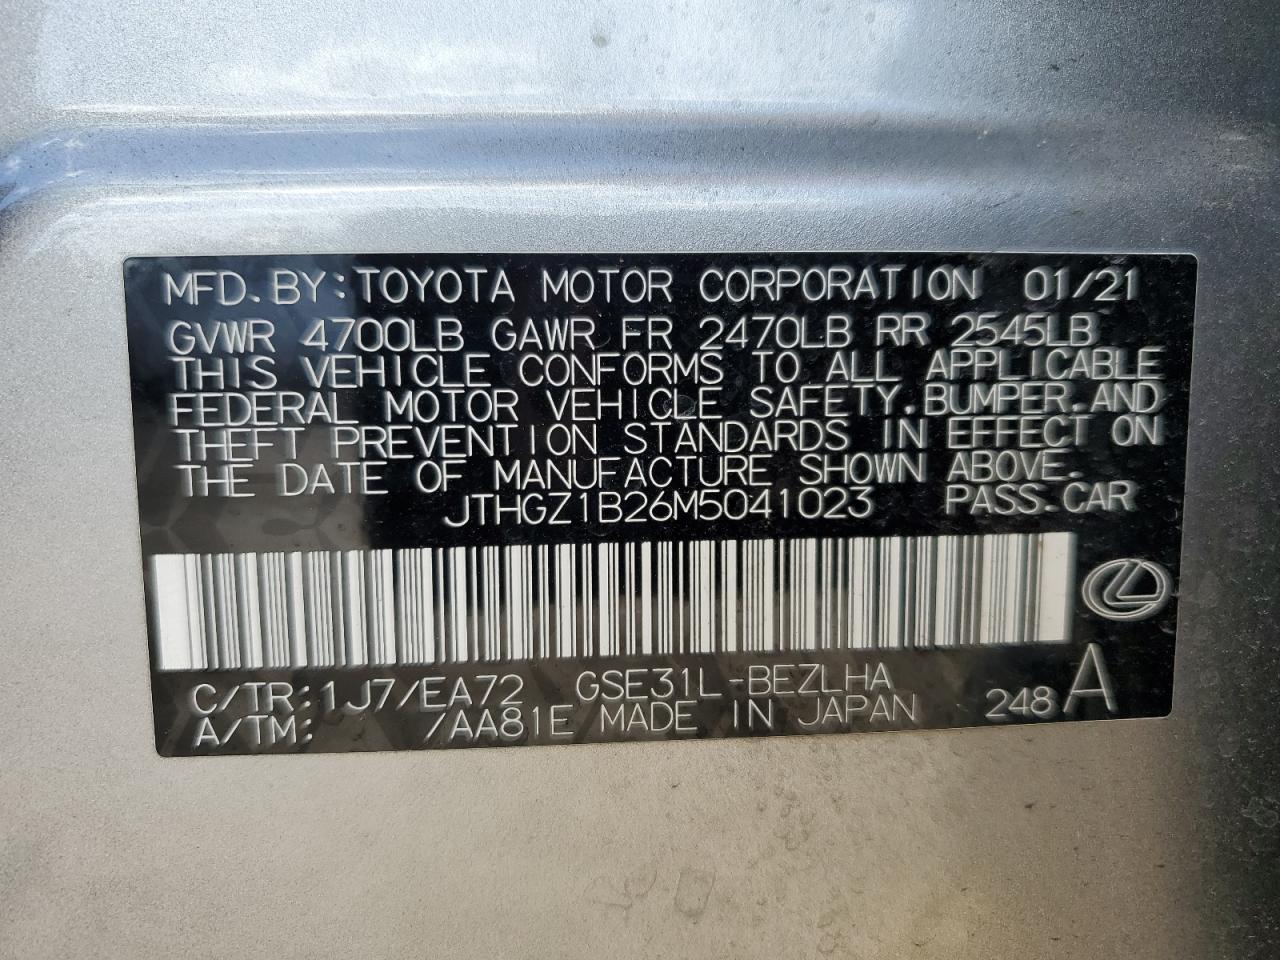 MFD.BY:TOYOTA MOTOR CORPORATION 01/21
GVWR 4700LB GAWR FR 2470LB RR 2545LB
THIS VEHICLE CONFORMS TO ALL APPLICABLE
FEDERAL MOTOR VEHICLE SAFETY,BUMPER,AND
THEFT PREVENTION STANDARDS IN EFFECT ON
THE DATE OF MANUFACTURE SHOWN ABOVE.
JTHGZ1B26M5041023 PASS.CAR
C/TR:1J7/EA72 GSE31L-BEZLHA
A/TM: /AA81E MADE IN JAPAN 248 A